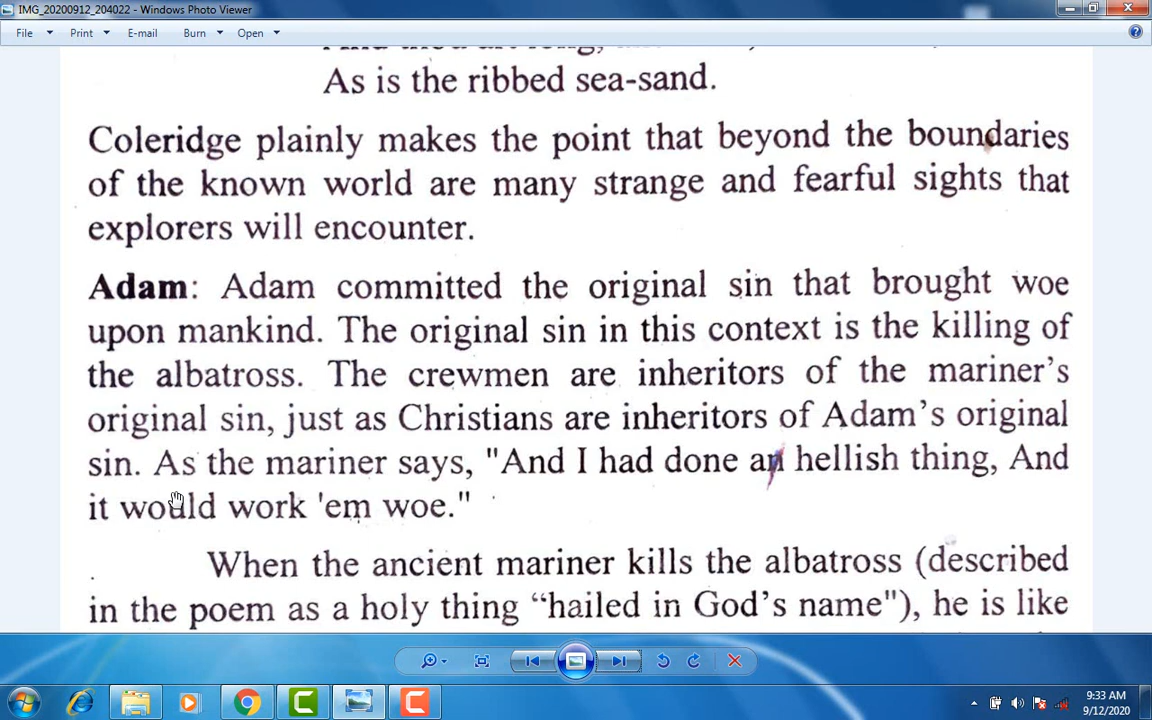 IMG_20200912_204022 - Windows Photo Viewer
File Print E-mail Burn Open
As is the ribbed sea-sand.
Coleridge plainly makes the point that beyond the boundaries
of the known world are many strange and fearful sights that
explorers will encounter.
Adam: Adam committed the original sin that brought woe
upon mankind. The original sin in this context is the killing of
the albatross. The crewmen are inheritors of the mariner's
original sin, just as Christians are inheritors of Adam's original
sin. As the mariner says, "And I had done an hellish thing, And
it would work 'em woe."
When the ancient mariner kills the albatross (described
in the poem as a holy thing “hailed in God's name"), he is like
9:33 AM
9/12/2020